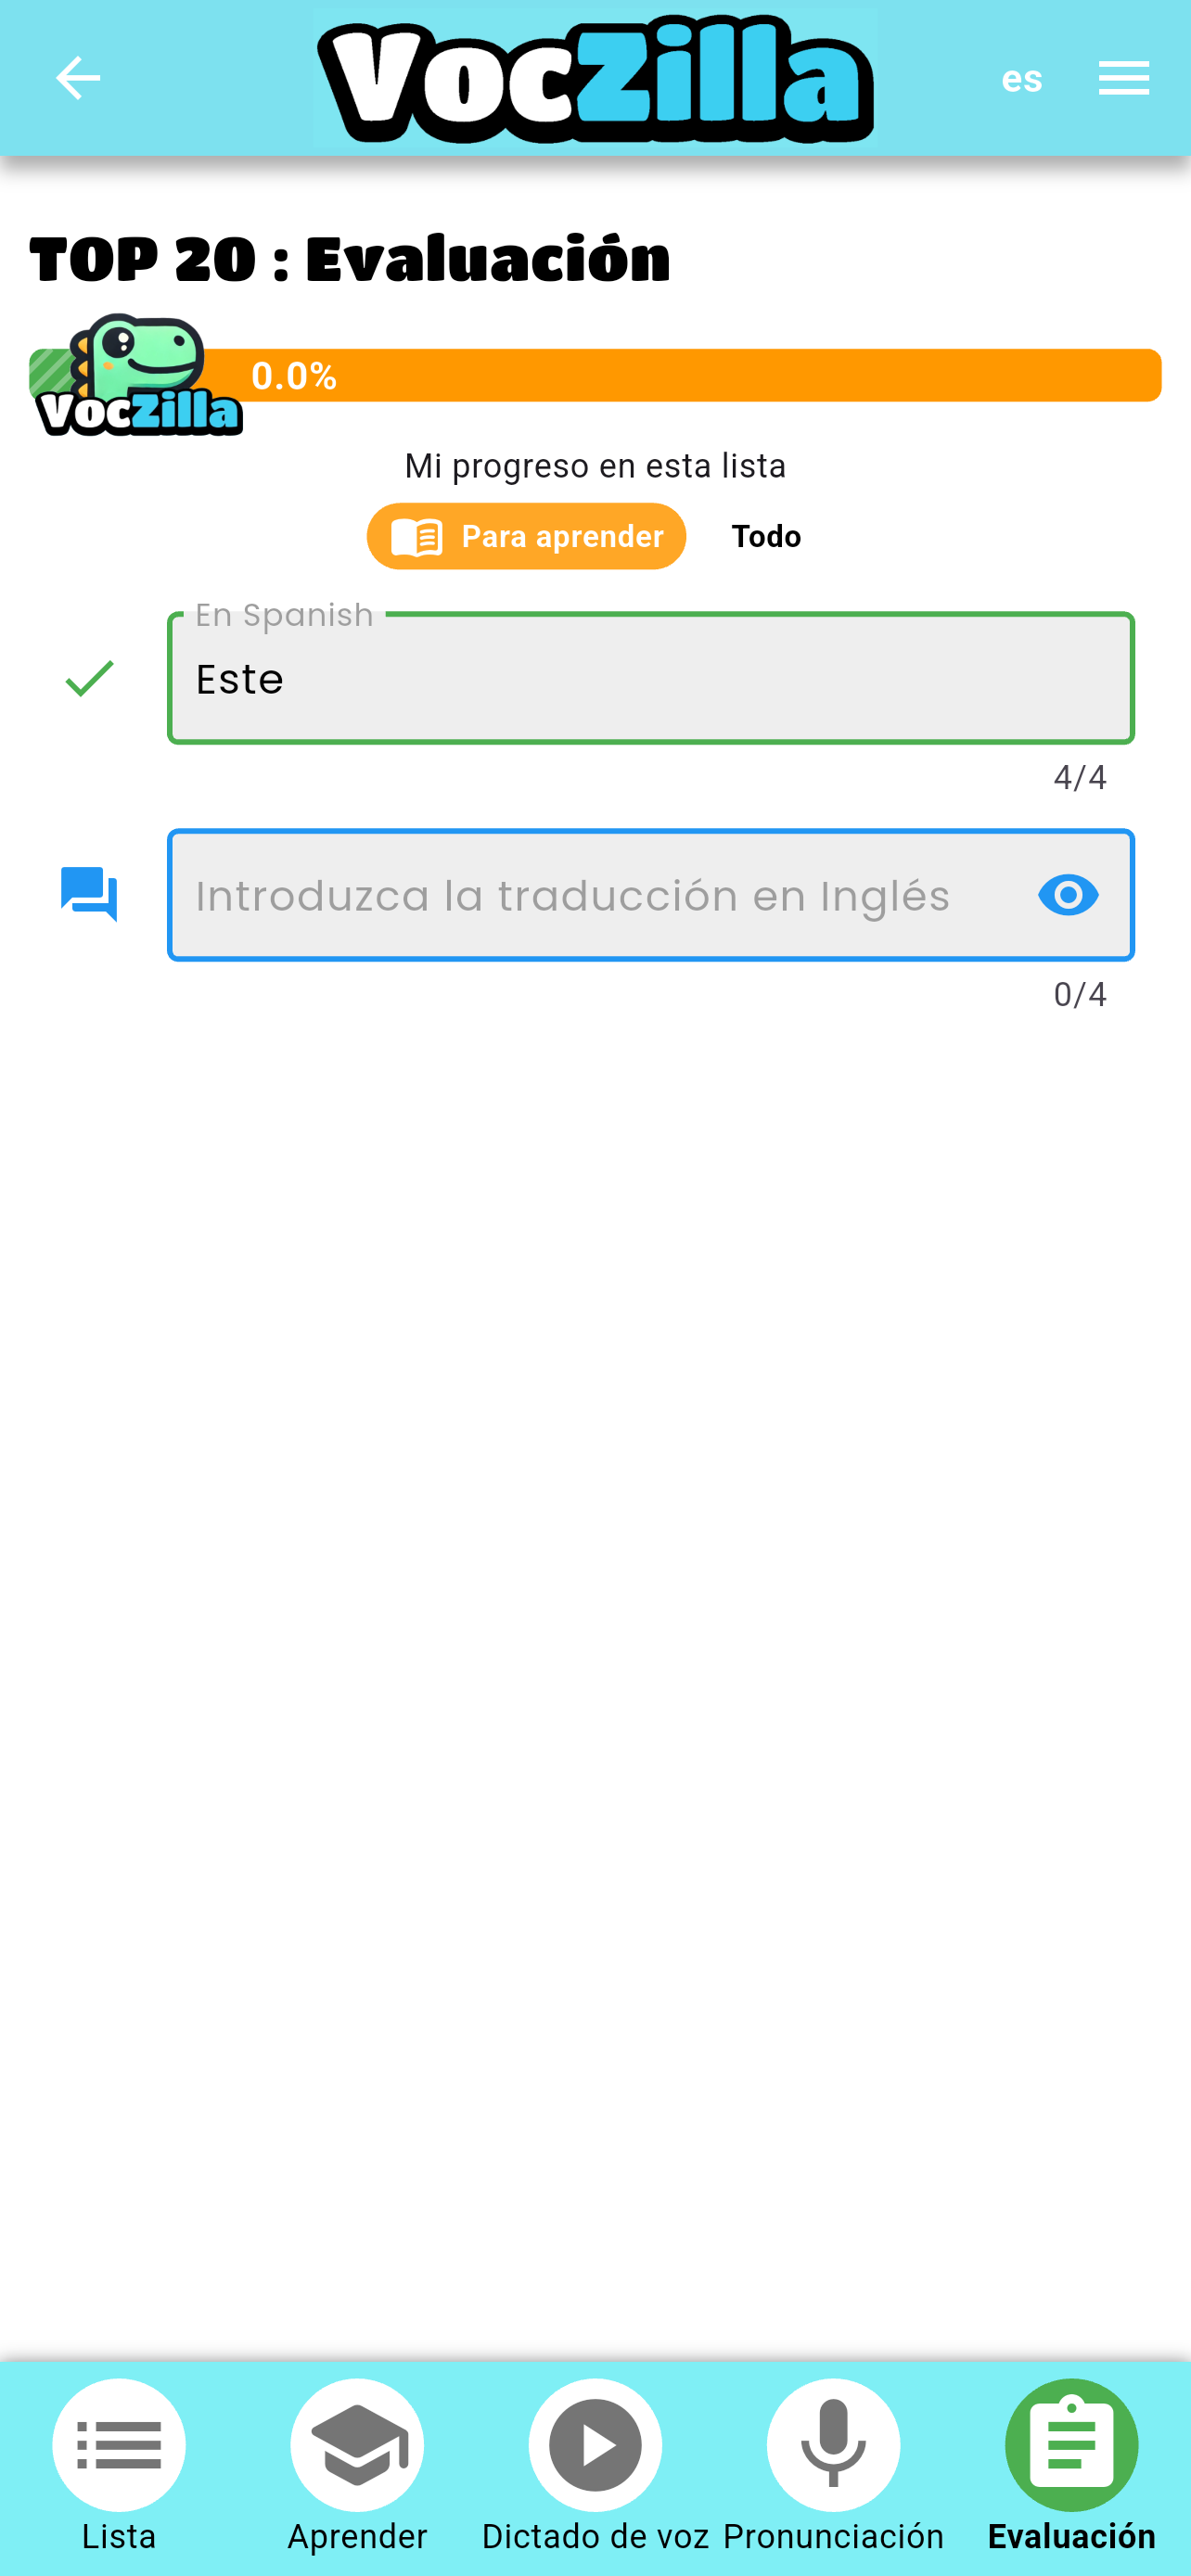 VocZilla
es
TOP 20 : Evaluación
0.0%
VocZilla
Mi progreso en esta lista
Para aprender
Todo
En Spanish
Este
4/4
Introduzca la traducción en Inglés
0/4
Lista
Aprender
Dictado de voz
Pronunciación
Evaluación